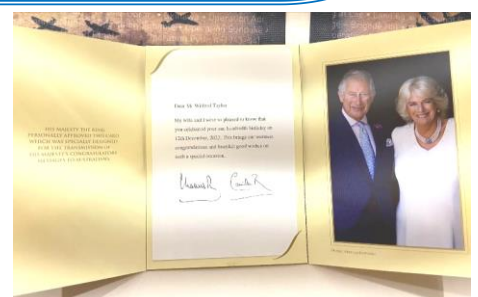 HIS MAJESTY THE KING
PERSONALLY APPROVED THIS CARD
WHICH WAS SPECIALLY DESIGNED
FOR THE TRANSMISSION OF
HIS MAJESTY'S CONGRATULATORY
MESSAGES TO
Dear Mr. Wilfred Taylor
My wife and I were so pleased to know that
you celebrated your one hundredth birthday on
December, 2022. This brings our warmest
congratulations and heartfelt good wishes on
such a special occasion.
Charles R Camilla R